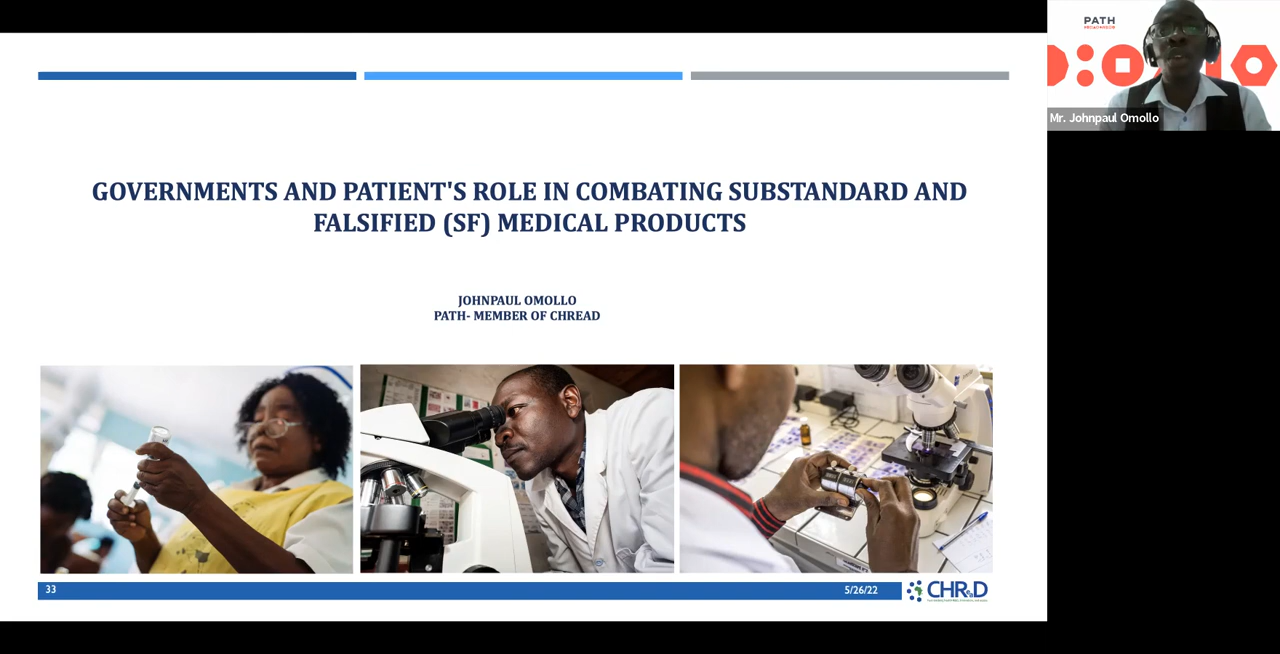 GOVERNMENTS AND PATIENT'S ROLE IN COMBATING SUBSTANDARD AND
FALSIFIED (SF) MEDICAL PRODUCTS
JOHNPAUL OMOLLO
PATH- MEMBER OF CHREAD
33
5/26/22
CHReaD
PATH
Mr. Johnpaul Omollo